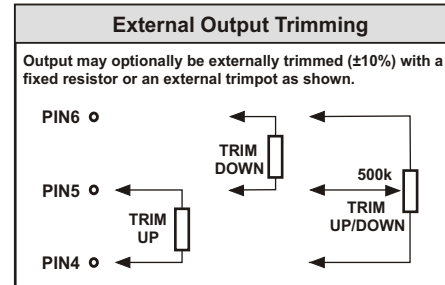 External Output Trimming
Output may optionally be externally trimmed (±10%) with a
fixed resistor or an external trimpot as shown.
PIN6
TRIM
DOWN
500k
PIN5
TRIM
UP/DOWN
TRIM
UP
PIN4